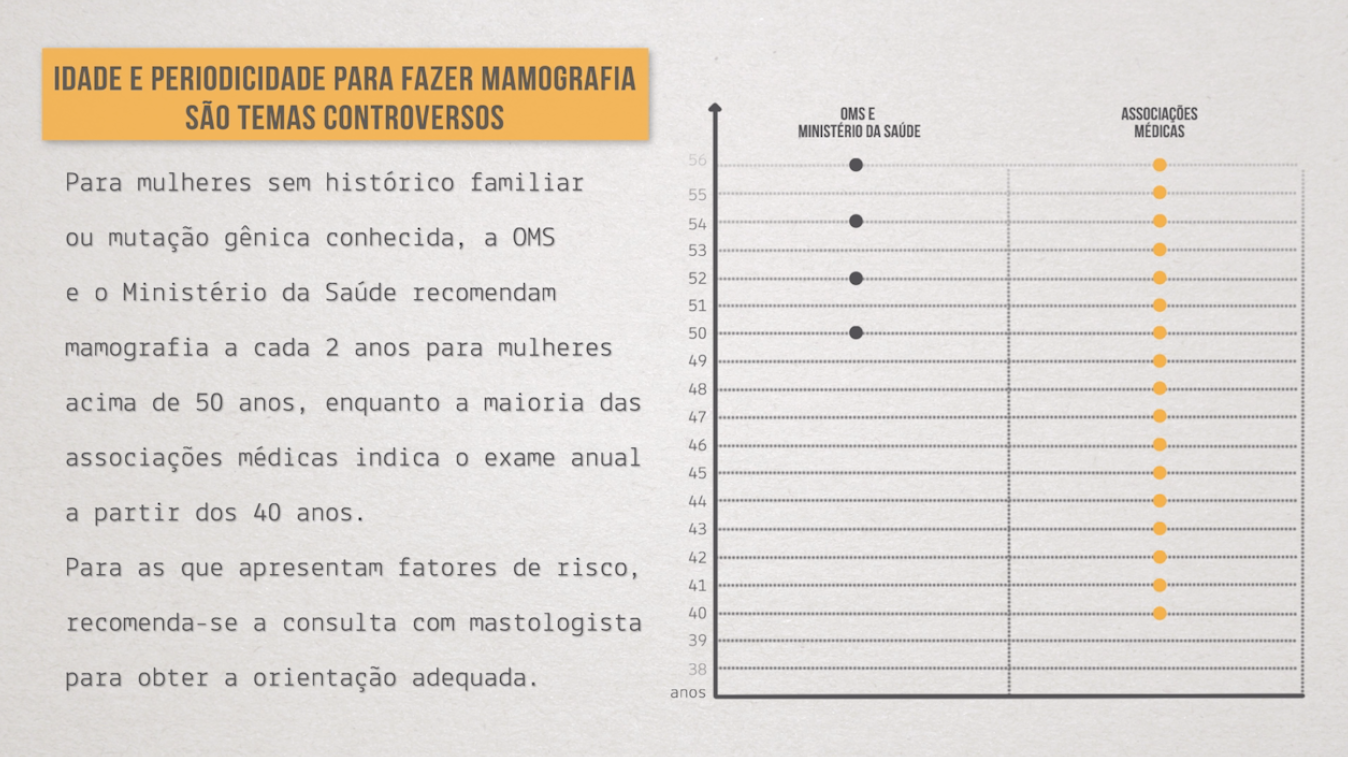 IDADE E PERIODICIDADE PARA FAZER MAMOGRAFIA
SÃO TEMAS CONTROVERSOS
Para mulheres sem histórico familiar
ou mutação gênica conhecida, a OMS
e o Ministério da Saúde recomendam
mamografia a cada 2 anos para mulheres
acima de 50 anos, enquanto a maioria das
associações médicas indica o exame anual
a partir dos 40 anos.
Para as que apresentam fatores de risco,
recomenda-se a consulta com mastologista
para obter a orientação adequada.
OMS E
MINISTÉRIO DA SAÚDE
ASSOCIAÇÕES
MÉDICAS
56
55
54
53
52
51
50
49
48
47
46
45
44
43
42
41
40
39
38
anos